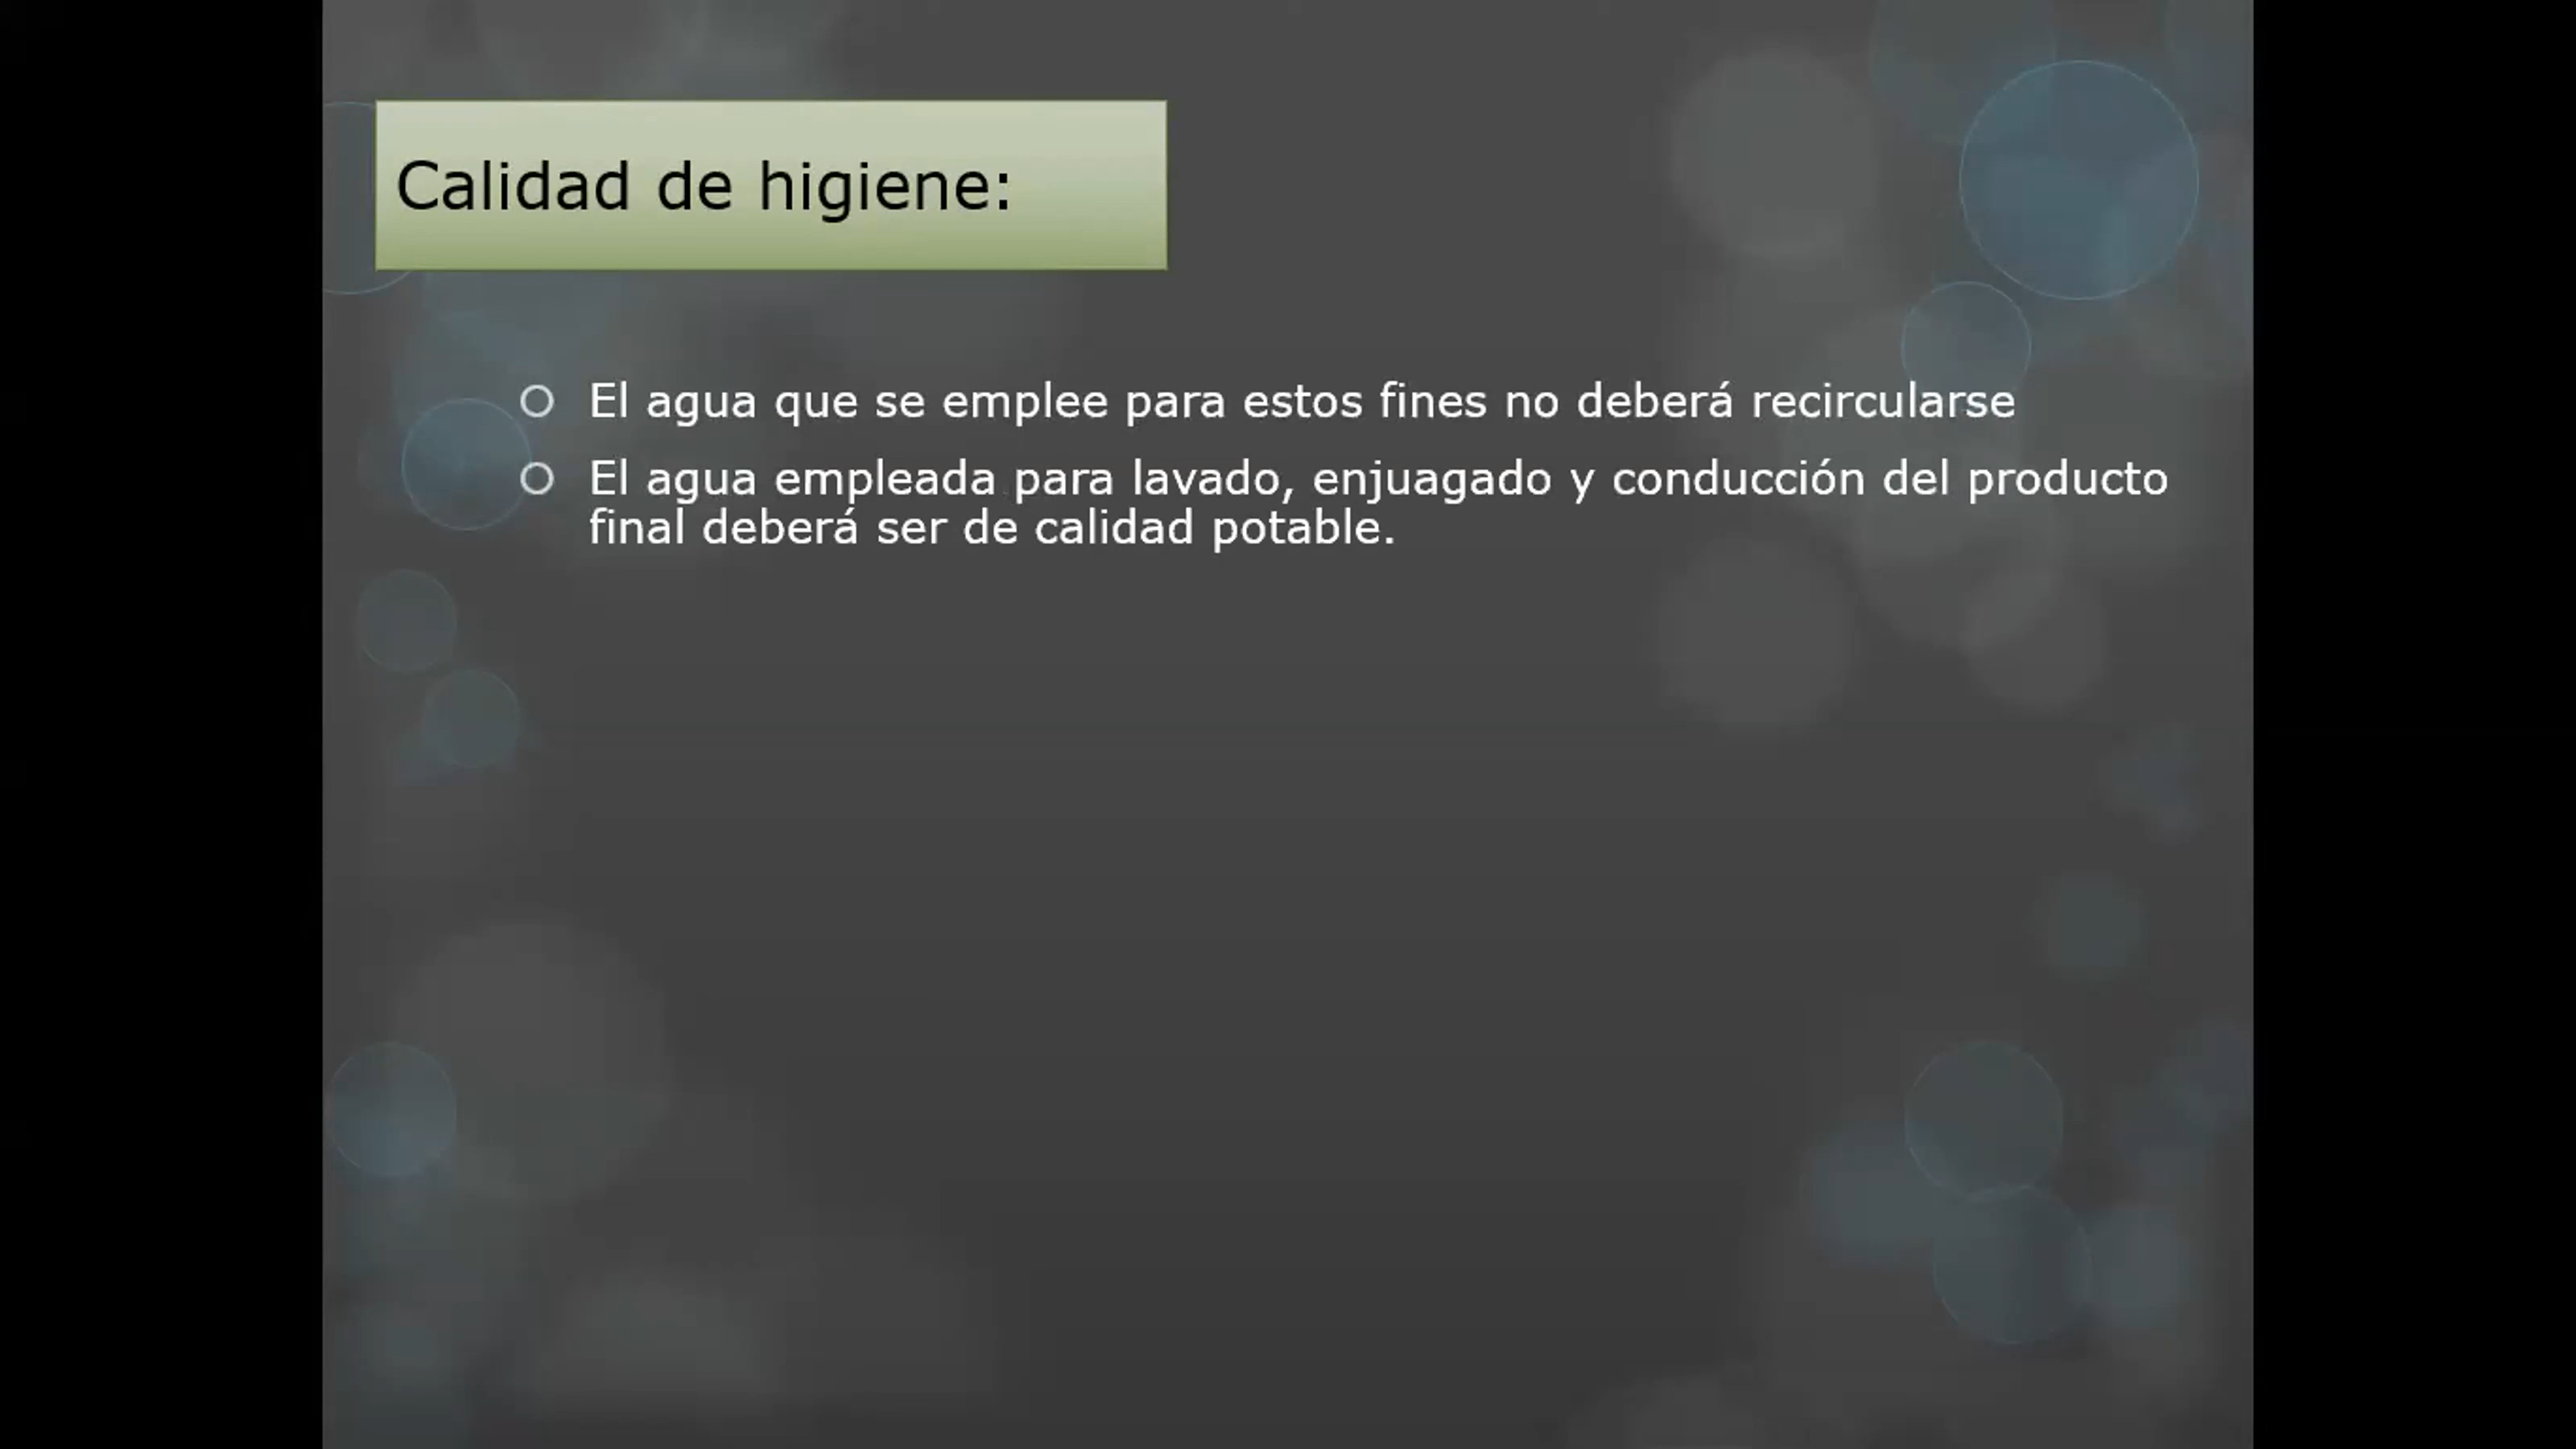 Calidad de higiene:
El agua que se emplee para estos fines no deberá recircularse
El agua empleada para lavado, enjuagado y conducción del producto
final deberá ser de calidad potable.